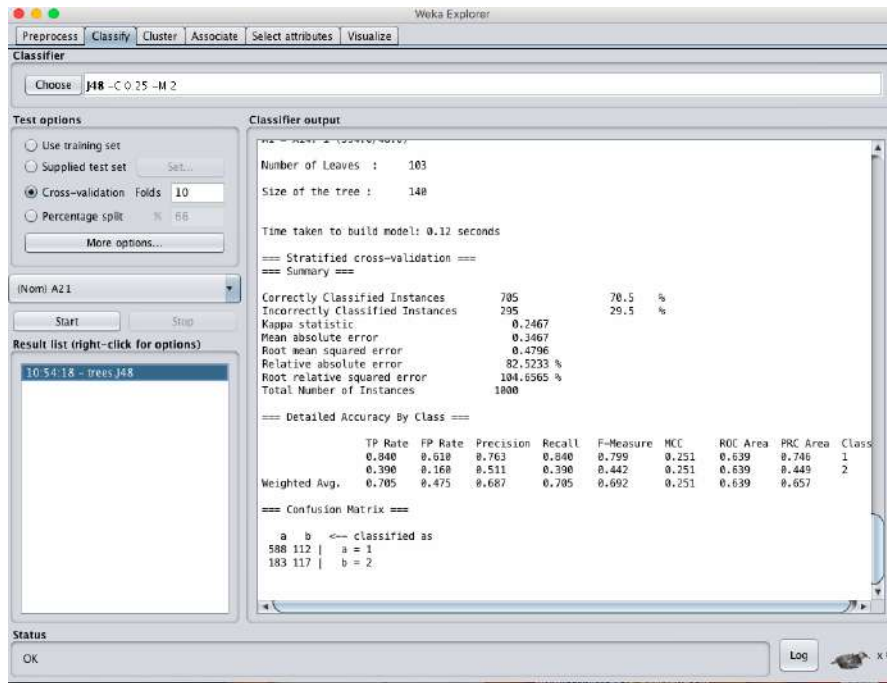 Weka Explorer
Preprocess Classify Cluster Associate Select attributes Visualize
Classifier
Choose J48 -C 0.25 -M 2
Test options
Use training set
Supplied test set Set...
Cross-validation Folds 10
Percentage split % 66
More options...
(Nom) A21
Start Stop
Result list (right-click for options)
10:54:18 - trees.J48
Classifier output
Number of Leaves : 103
Size of the tree : 140
Time taken to build model: 0.12 seconds
=== Stratified cross-validation ===
=== Summary ===
Correctly Classified Instances 705 70.5 %
Incorrectly Classified Instances 295 29.5 %
Kappa statistic 0.2467
Mean absolute error 0.3467
Root mean squared error 0.4796
Relative absolute error 82.5233 %
Root relative squared error 104.6565 %
Total Number of Instances 1000
=== Detailed Accuracy By Class ===
TP Rate FP Rate Precision Recall F-Measure MCC ROC Area PRC Area Class
0.840 0.610 0.763 0.840 0.799 0.251 0.639 0.746 1
0.390 0.160 0.511 0.390 0.442 0.251 0.639 0.449 2
Weighted Avg. 0.705 0.475 0.687 0.705 0.692 0.251 0.639 0.657
=== Confusion Matrix ===
a b <-- classified as
588 112 | a = 1
183 117 | b = 2
Status
OK
Log